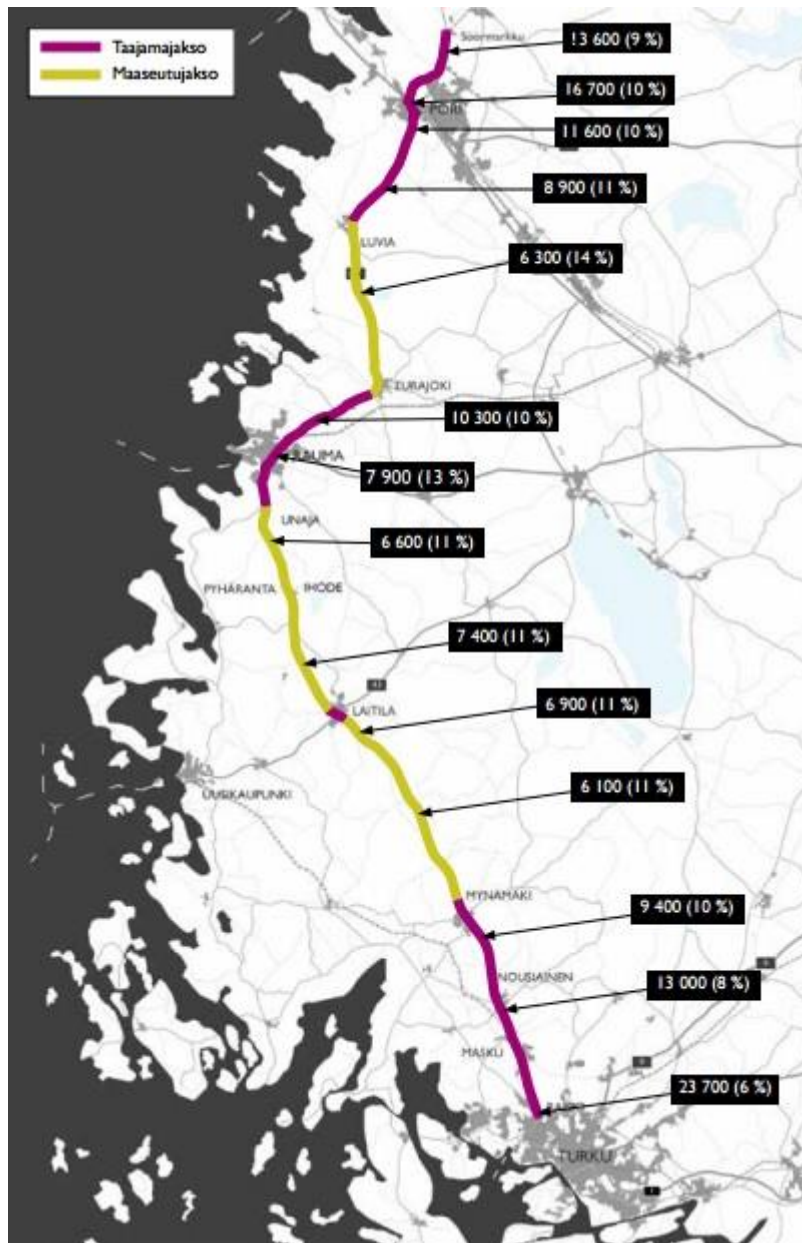 Taajamajakso
Maaseutujakso
Söörmarkku
13 600 (9 %)
16 700 (10 %)
PORI
11 600 (10 %)
8 900 (11 %)
LUVIA
6 300 (14 %)
EURAJOKI
10 300 (10 %)
RAUMA
7 900 (13 %)
UNAJA
6 600 (11 %)
PYHÄRANTA
IHODE
7 400 (11 %)
LAITILA
6 900 (11 %)
UUSIKAUPUNKI
6 100 (11 %)
MYNÄMÄKI
9 400 (10 %)
NOUSIAINEN
13 000 (8 %)
MASKU
23 700 (6 %)
TURKU